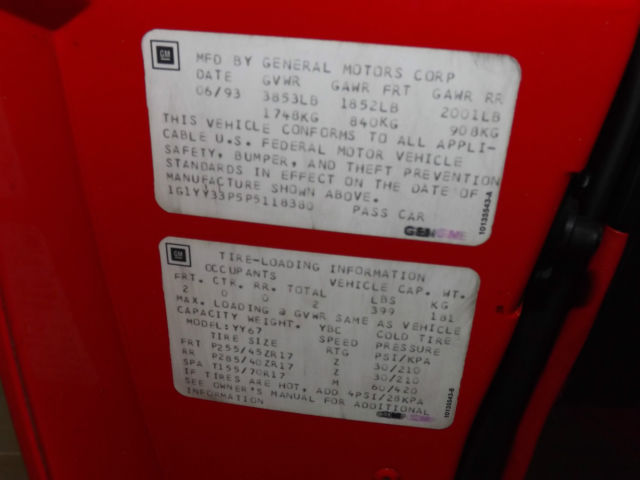 GM
MFD BY GENERAL MOTORS CORP
DATE GVWR GAWR FRT GAWR RR
06/93 3853LB 1852LB 2001LB
1748KG 840KG 908KG
THIS VEHICLE CONFORMS TO ALL APPLI-
CABLE U.S. FEDERAL MOTOR VEHICLE
SAFETY, BUMPER, AND THEFT PREVENTION
STANDARDS IN EFFECT ON THE DATE OF
MANUFACTURE SHOWN ABOVE.
1G1YY33P5P5118380 PASS CAR
10135543-A
GM
TIRE-LOADING INFORMATION
OCCUPANTS VEHICLE CAP. WT.
FRT. CTR. RR. TOTAL LBS KG
2 0 0 2 399 181
MAX. LOADING @ GVWR SAME AS VEHICLE
CAPACITY WEIGHT. YBC COLD TIRE
MODEL:YY67 SPEED PRESSURE
TIRE SIZE RTG PSI/KPA
FRT P255/45ZR17 Z 30/210
RR P285/40ZR17 Z 30/210
SPA T155/70R17 M 60/420
IF TIRES ARE HOT, ADD 4PSI/28KPA
SEE OWNER'S MANUAL FOR ADDITIONAL
INFORMATION
10135543-B